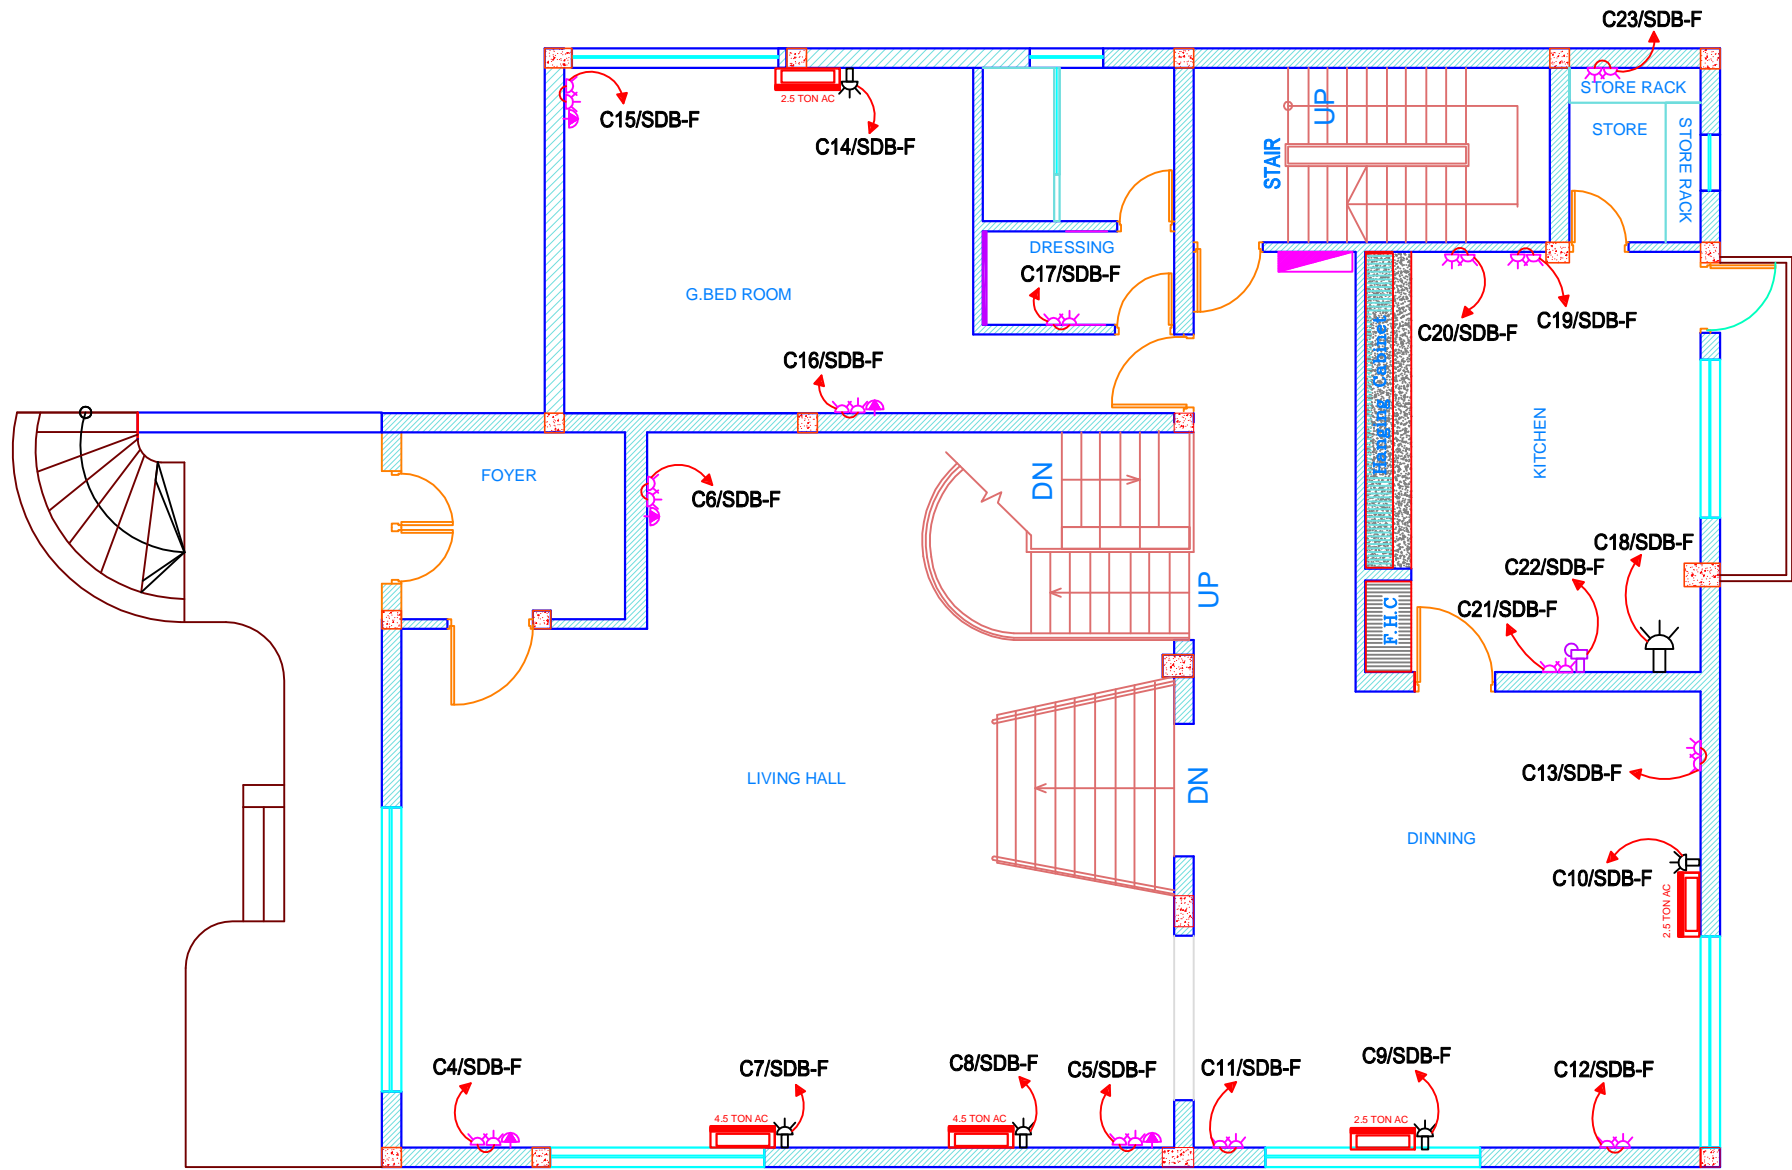 C23/SDB-F
STORE RACK
2.5 TON AC
C15/SDB-F
C14/SDB-F
UP
STORE
STORE RACK
STAIR
DRESSING
C17/SDB-F
G.BED ROOM
C20/SDB-F
C19/SDB-F
C16/SDB-F
Hanging Cabinet
KITCHEN
FOYER
C6/SDB-F
DN
C18/SDB-F
C22/SDB-F
C21/SDB-F
UP
F.H.C
LIVING HALL
DN
C13/SDB-F
DINNING
C10/SDB-F
2.5 TON AC
C4/SDB-F
C7/SDB-F
C8/SDB-F
C5/SDB-F
C11/SDB-F
C9/SDB-F
C12/SDB-F
4.5 TON AC
4.5 TON AC
2.5 TON AC